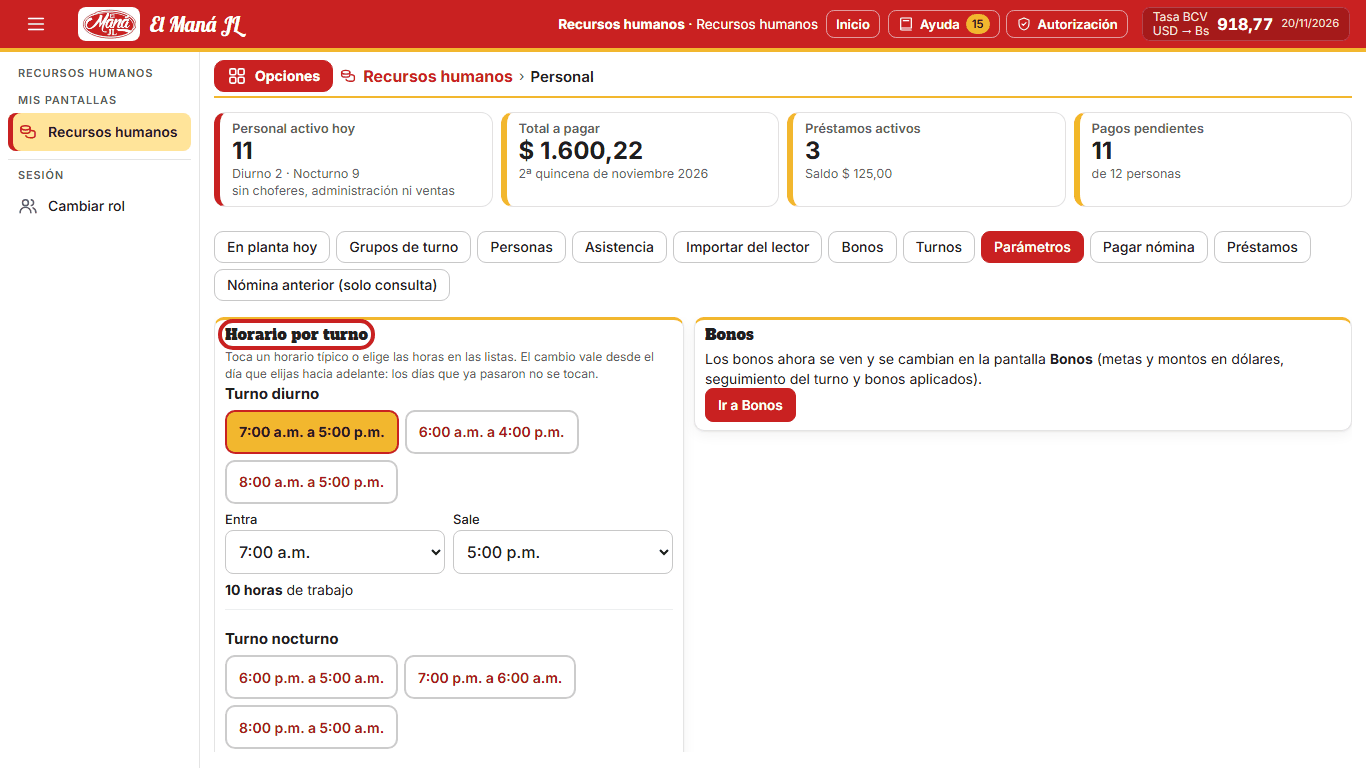 El Maná JL
El Maná JL
Recursos humanos · Recursos humanos
Inicio
Ayuda 15
Autorización
Tasa BCV
USD → Bs
918,77
20/11/2026
RECURSOS HUMANOS
MIS PANTALLAS
Recursos humanos
SESIÓN
Cambiar rol
Opciones
Recursos humanos › Personal
Personal activo hoy
11
Diurno 2 · Nocturno 9
sin choferes, administración ni ventas
Total a pagar
$ 1.600,22
2ª quincena de noviembre 2026
Préstamos activos
3
Saldo $ 125,00
Pagos pendientes
11
de 12 personas
En planta hoy
Grupos de turno
Personas
Asistencia
Importar del lector
Bonos
Turnos
Parámetros
Pagar nómina
Préstamos
Nómina anterior (solo consulta)
Horario por turno
Toca un horario típico o elige las horas en las listas. El cambio vale desde el
día que elijas hacia adelante: los días que ya pasaron no se tocan.
Turno diurno
7:00 a.m. a 5:00 p.m.
6:00 a.m. a 4:00 p.m.
8:00 a.m. a 5:00 p.m.
Entra
Sale
7:00 a.m.
5:00 p.m.
10 horas de trabajo
Turno nocturno
6:00 p.m. a 5:00 a.m.
7:00 p.m. a 6:00 a.m.
8:00 p.m. a 5:00 a.m.
Bonos
Los bonos ahora se ven y se cambian en la pantalla Bonos (metas y montos en dólares,
seguimiento del turno y bonos aplicados).
Ir a Bonos